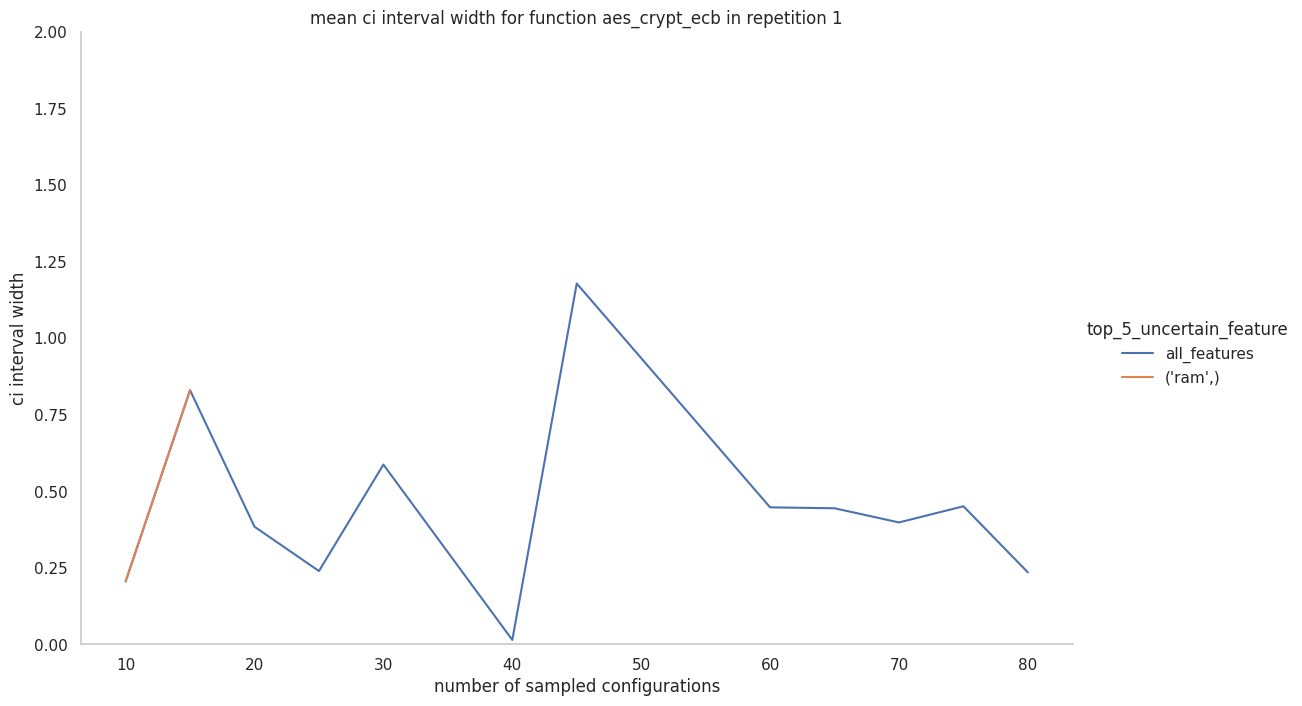 mean ci interval width for function aes_crypt_ecb in repetition 1
2.00
1.75
1.50
1.25
1.00
0.75
0.50
0.25
0.00
ci interval width
10 20 30 40 50 60 70 80
number of sampled configurations
top_5_uncertain_feature
all_features
('ram',)